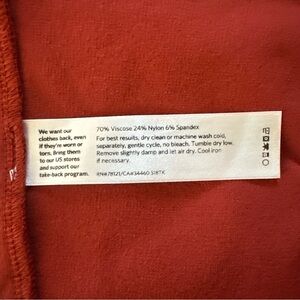 We want our
clothes back, even
if they're worn or
torn. Bring them
to our US stores
and support our
take-back program.
70% Viscose 24% Nylon 6% Spandex
For best results, dry clean or machine wash cold,
separately, gentle cycle, no bleach. Tumble dry low.
Remove slightly damp and let air dry. Cool iron
if necessary.